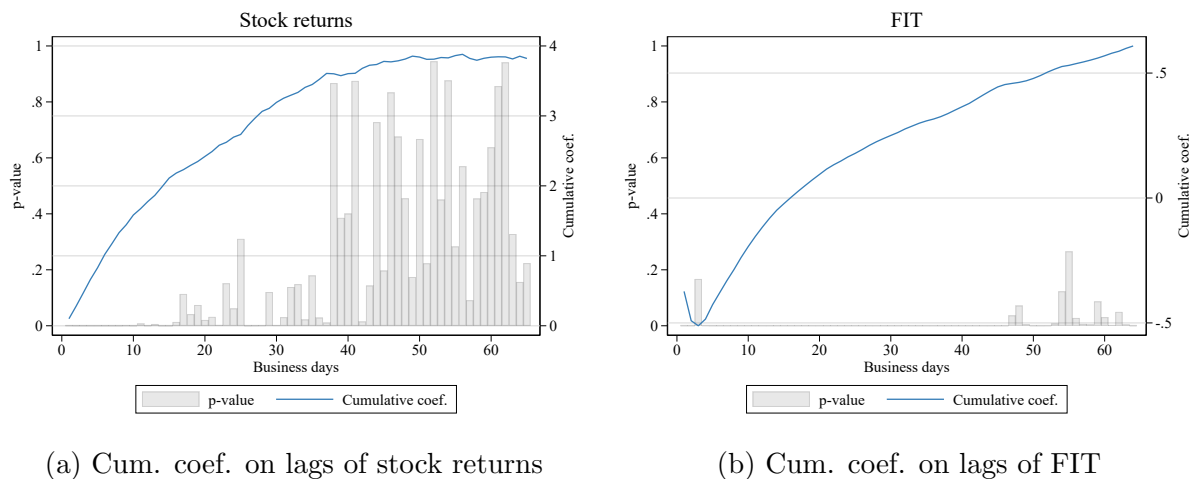 Stock returns
1
.8
.6
.4
.2
0
p-value
4
3
2
1
0
Cumulative coef.
0 10 20 30 40 50 60
Business days
p-value Cumulative coef.
(a) Cum. coef. on lags of stock returns
FIT
1
.8
.6
.4
.2
0
p-value
.5
0
-.5
Cumulative coef.
0 10 20 30 40 50 60
Business days
p-value Cumulative coef.
(b) Cum. coef. on lags of FIT